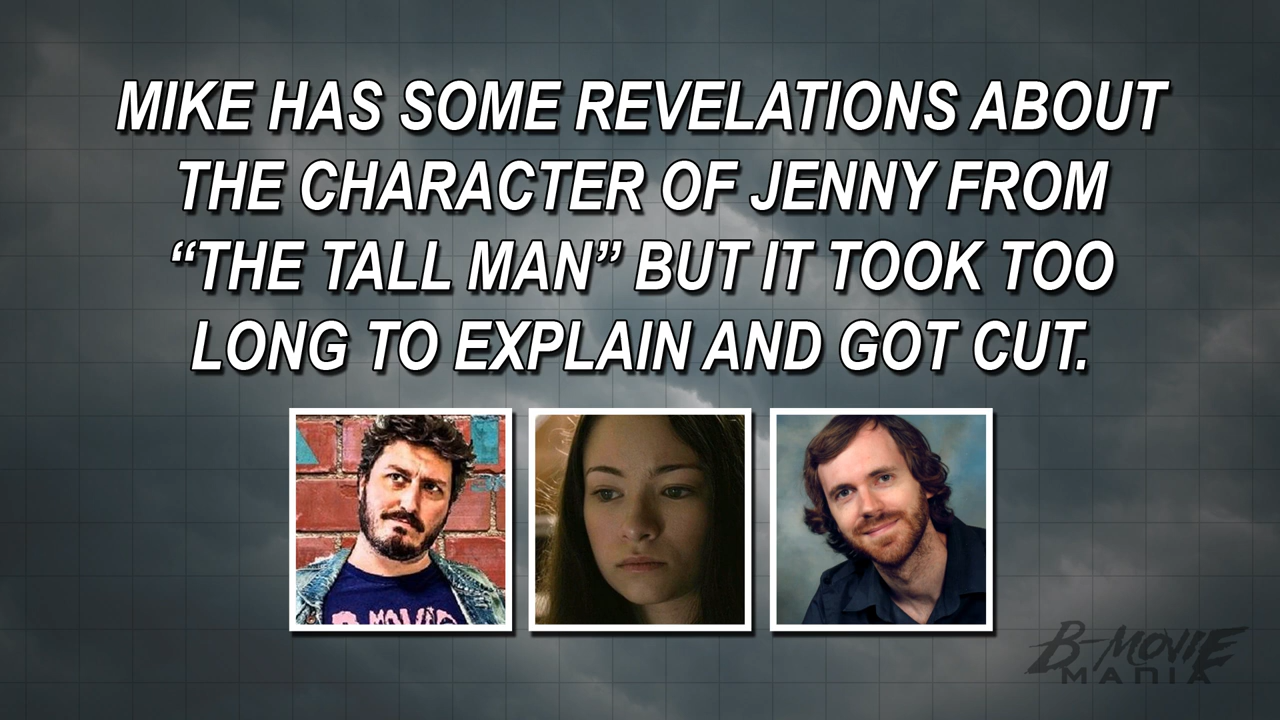 MIKE HAS SOME REVELATIONS ABOUT
THE CHARACTER OF JENNY FROM
“THE TALL MAN” BUT IT TOOK TOO
LONG TO EXPLAIN AND GOT CUT.
B-MOVIE
B-MOVIE
MANIA